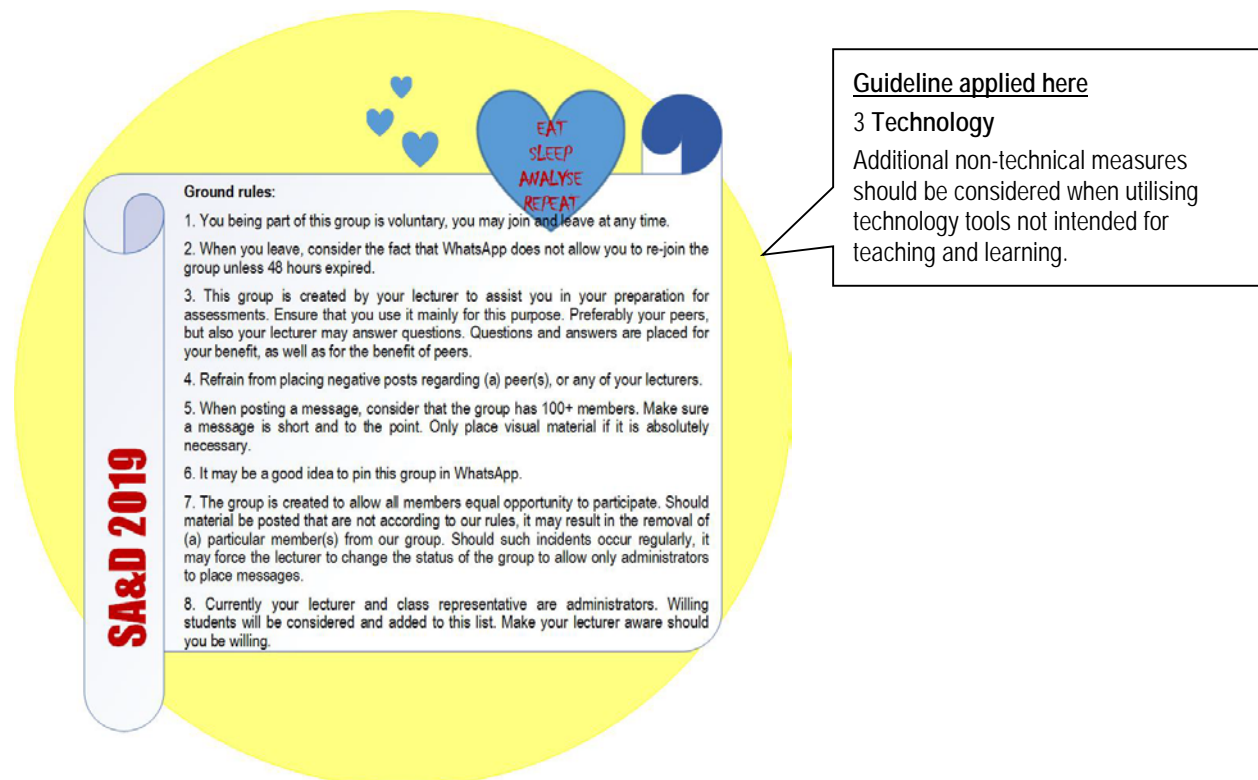 EAT
SLEEP
ANALYSE
REPEAT
Ground rules:
1. You being part of this group is voluntary, you may join and leave at any time.
2. When you leave, consider the fact that WhatsApp does not allow you to re-join the
group unless 48 hours expired.
3. This group is created by your lecturer to assist you in your preparation for
assessments. Ensure that you use it mainly for this purpose. Preferably your peers,
but also your lecturer may answer questions. Questions and answers are placed for
your benefit, as well as for the benefit of peers.
4. Refrain from placing negative posts regarding (a) peer(s), or any of your lecturers.
5. When posting a message, consider that the group has 100+ members. Make sure
a message is short and to the point. Only place visual material if it is absolutely
necessary.
6. It may be a good idea to pin this group in WhatsApp.
7. The group is created to allow all members equal opportunity to participate. Should
material be posted that are not according to our rules, it may result in the removal of
(a) particular member(s) from our group. Should such incidents occur regularly, it
may force the lecturer to change the status of the group to allow only administrators
to place messages.
8. Currently your lecturer and class representative are administrators. Willing
students will be considered and added to this list. Make your lecturer aware should
you be willing.
SA&D 2019
Guideline applied here
3 Technology
Additional non-technical measures
should be considered when utilising
technology tools not intended for
teaching and learning.